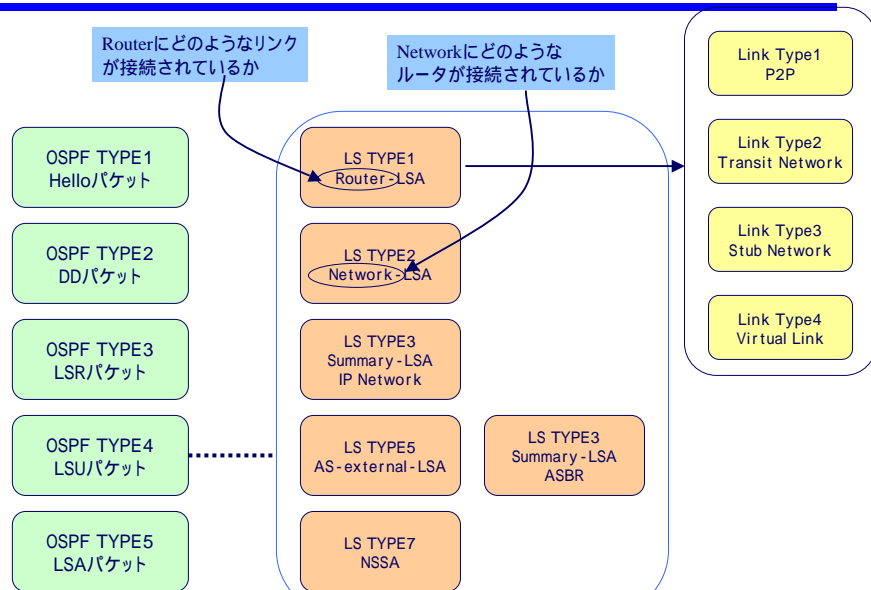 Routerにどのようなリンク
が接続されているか
Networkにどのような
ルータが接続されているか
OSPF TYPE1
Helloパケット
OSPF TYPE2
DDパケット
OSPF TYPE3
LSRパケット
OSPF TYPE4
LSUパケット
OSPF TYPE5
LSAパケット
LS TYPE1
Router-LSA
LS TYPE2
Network-LSA
LS TYPE3
Summary-LSA
IP Network
LS TYPE5
AS-external-LSA
LS TYPE3
Summary-LSA
ASBR
LS TYPE7
NSSA
Link Type1
P2P
Link Type2
Transit Network
Link Type3
Stub Network
Link Type4
Virtual Link